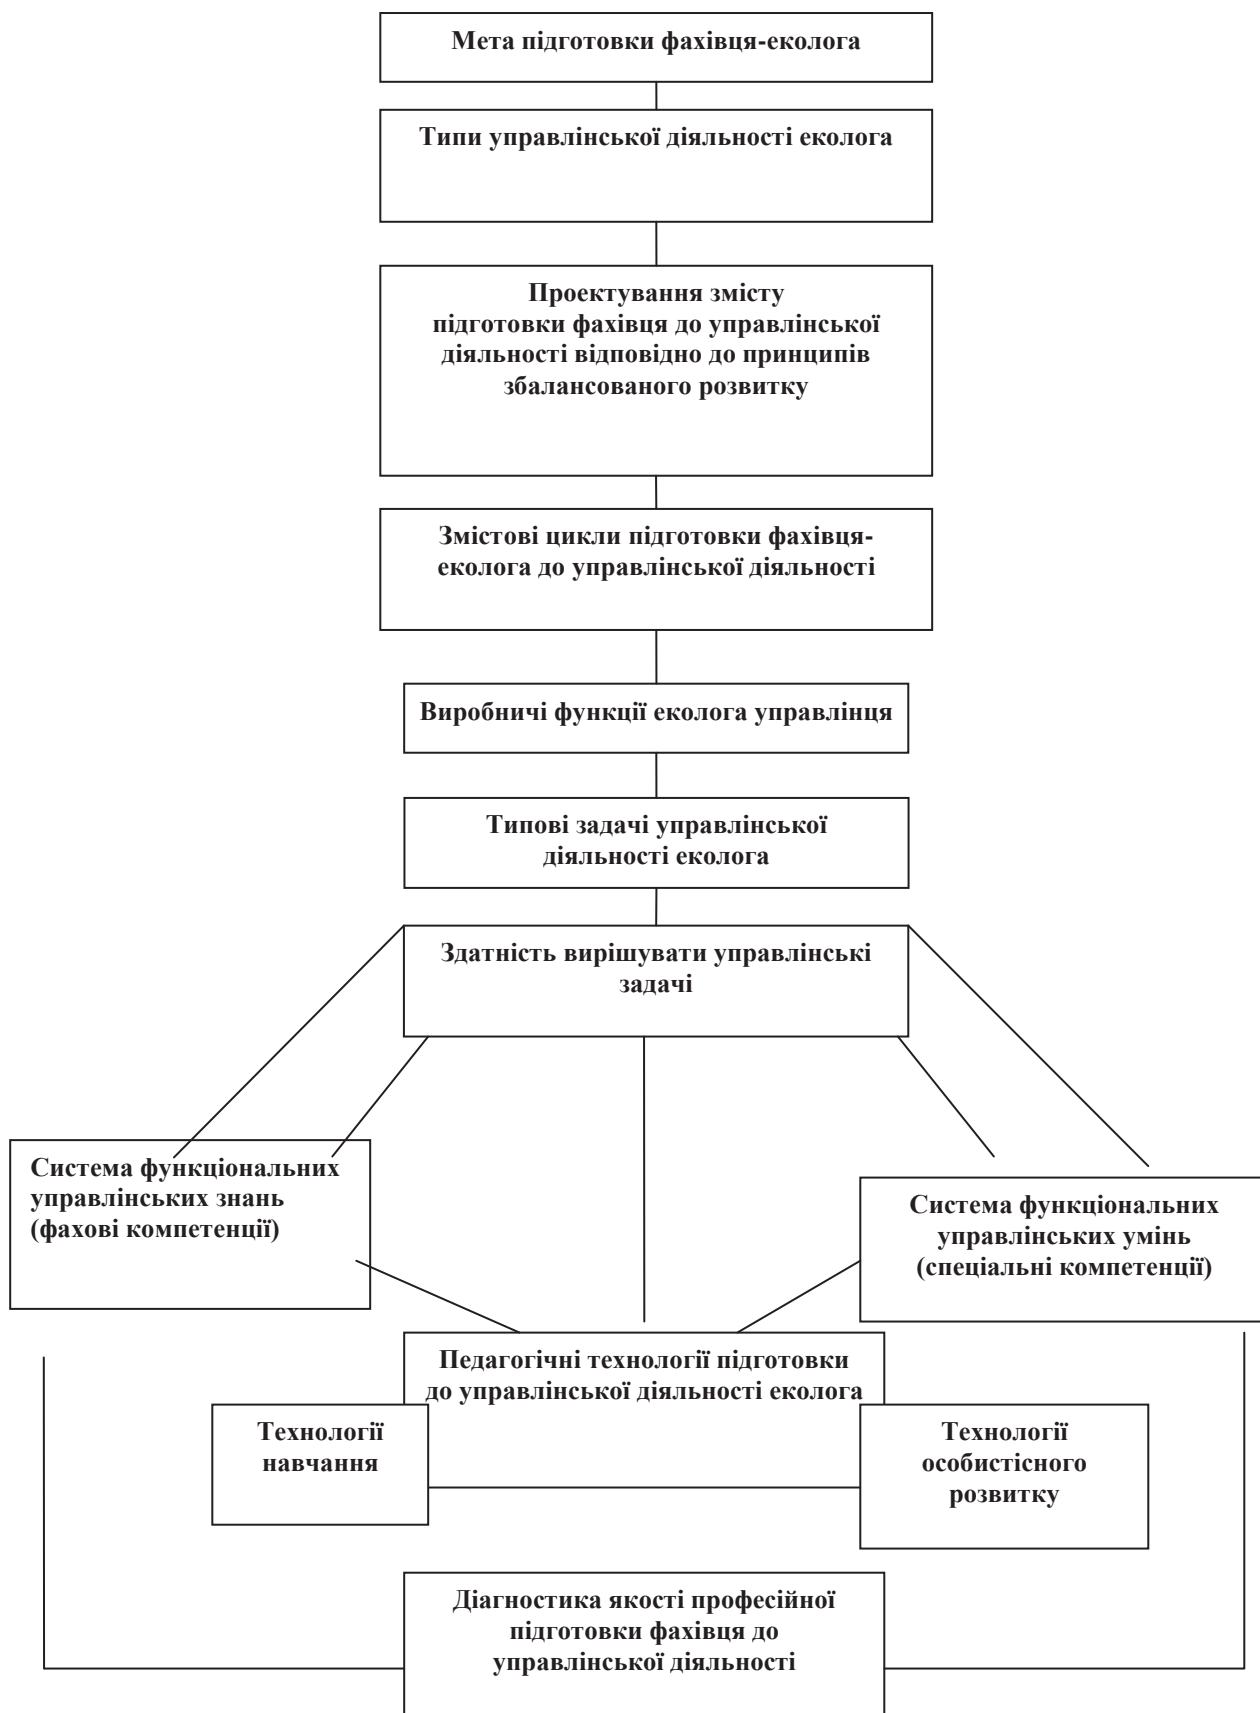 Мета підготовки фахівця-еколога
Типи управлінської діяльності еколога
Проектування змісту
підготовки фахівця до управлінської
діяльності відповідно до принципів
збалансованого розвитку
Змістові цикли підготовки фахівця-
еколога до управлінської діяльності
Виробничі функції еколога управлінця
Типові задачі управлінської
діяльності еколога
Здатність вирішувати управлінські
задачі
Система функціональних
управлінських знань
(фахові компетенції)
Система функціональних
управлінських умінь
(спеціальні компетенції)
Педагогічні технології підготовки
до управлінської діяльності еколога
Технології
навчання
Технології
особистісного
розвитку
Діагностика якості професійної
підготовки фахівця до
управлінської діяльності